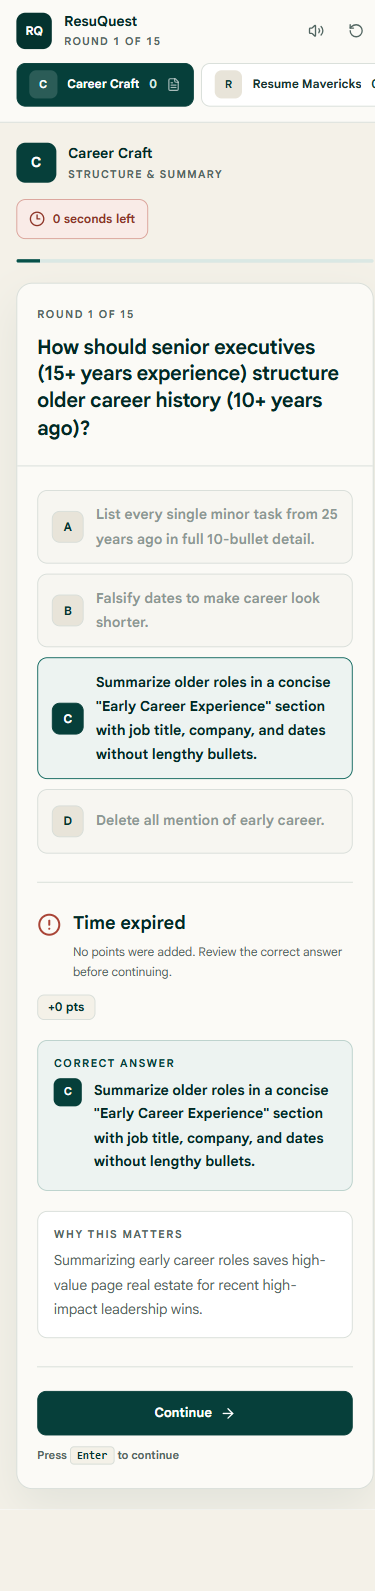 RQ
ResuQuest
ROUND 1 OF 15
C Career Craft 0
R Resume Mavericks
C
Career Craft
STRUCTURE & SUMMARY
0 seconds left
ROUND 1 OF 15
How should senior executives
(15+ years experience) structure
older career history (10+ years
ago)?
A
List every single minor task from 25
years ago in full 10-bullet detail.
B
Falsify dates to make career look
shorter.
C
Summarize older roles in a concise
"Early Career Experience" section
with job title, company, and dates
without lengthy bullets.
D
Delete all mention of early career.
Time expired
No points were added. Review the correct answer
before continuing.
+0 pts
CORRECT ANSWER
C
Summarize older roles in a concise
"Early Career Experience" section
with job title, company, and dates
without lengthy bullets.
WHY THIS MATTERS
Summarizing early career roles saves high-
value page real estate for recent high-
impact leadership wins.
Continue →
Press Enter to continue